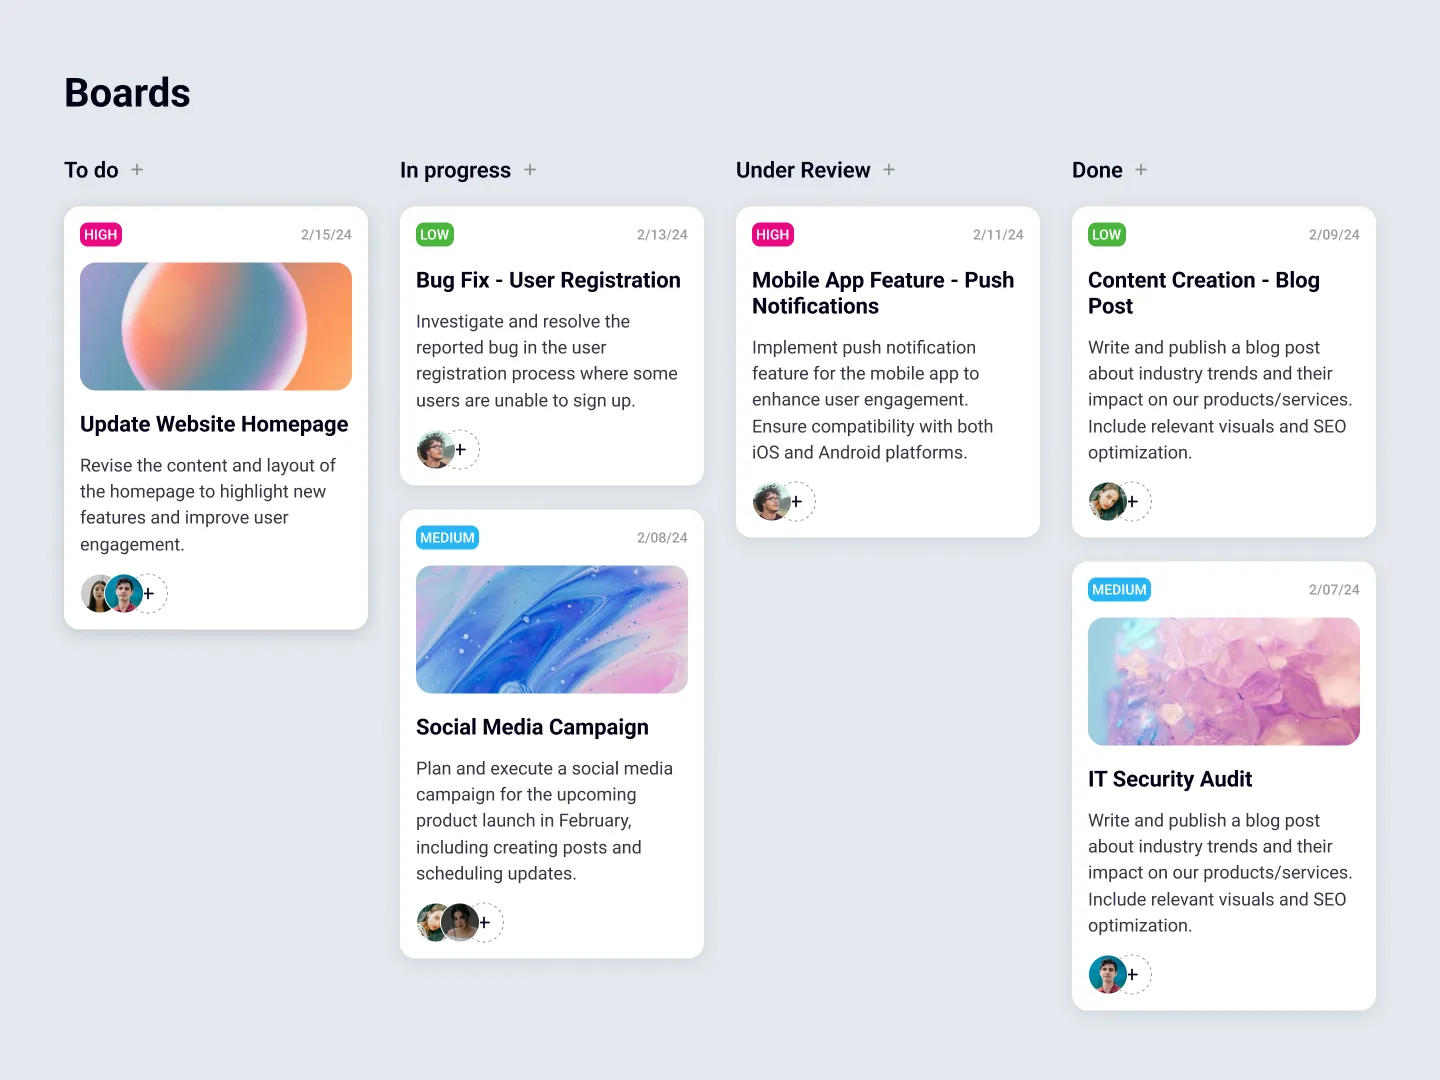 Boards
To do +
HIGH 2/15/24
Update Website Homepage
Revise the content and layout of
the homepage to highlight new
features and improve user
engagement.
+
In progress +
LOW 2/13/24
Bug Fix - User Registration
Investigate and resolve the
reported bug in the user
registration process where some
users are unable to sign up.
+
MEDIUM 2/08/24
Social Media Campaign
Plan and execute a social media
campaign for the upcoming
product launch in February,
including creating posts and
scheduling updates.
+
Under Review +
HIGH 2/11/24
Mobile App Feature - Push
Notifications
Implement push notification
feature for the mobile app to
enhance user engagement.
Ensure compatibility with both
iOS and Android platforms.
+
Done +
LOW 2/09/24
Content Creation - Blog
Post
Write and publish a blog post
about industry trends and their
impact on our products/services.
Include relevant visuals and SEO
optimization.
+
MEDIUM 2/07/24
IT Security Audit
Write and publish a blog post
about industry trends and their
impact on our products/services.
Include relevant visuals and SEO
optimization.
+